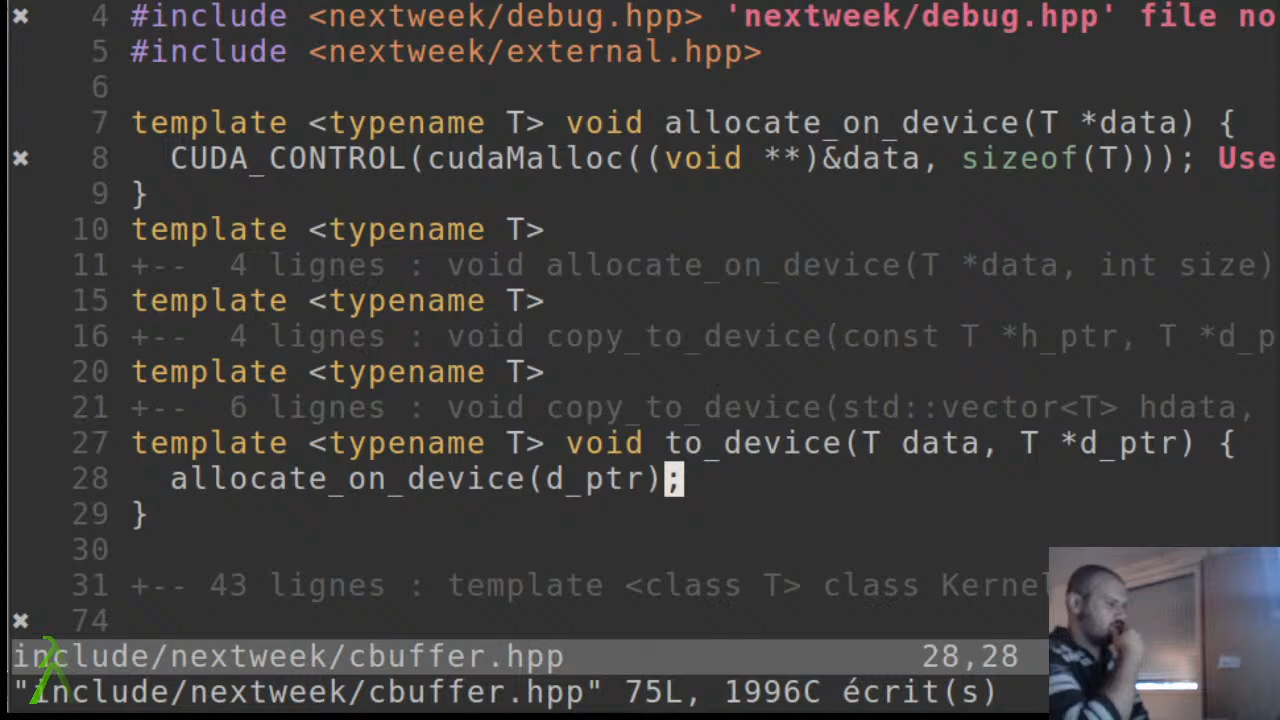 ✖ 4 #include <nextweek/debug.hpp> 'nextweek/debug.hpp' file no
5 #include <nextweek/external.hpp>
6
7 template <typename T> void allocate_on_device(T *data) {
✖ 8 CUDA_CONTROL(cudaMalloc((void **)&data, sizeof(T))); Use
9 }
10 template <typename T>
11 +-- 4 lignes : void allocate_on_device(T *data, int size)
15 template <typename T>
16 +-- 4 lignes : void copy_to_device(const T *h_ptr, T *d_p
20 template <typename T>
21 +-- 6 lignes : void copy_to_device(std::vector<T> hdata,
27 template <typename T> void to_device(T data, T *d_ptr) {
28 allocate_on_device(d_ptr);
29 }
30
31 +-- 43 lignes : template <class T> class Kernel
✖ 74
include/nextweek/cbuffer.hpp 28,28
"include/nextweek/cbuffer.hpp" 75L, 1996C écrit(s)